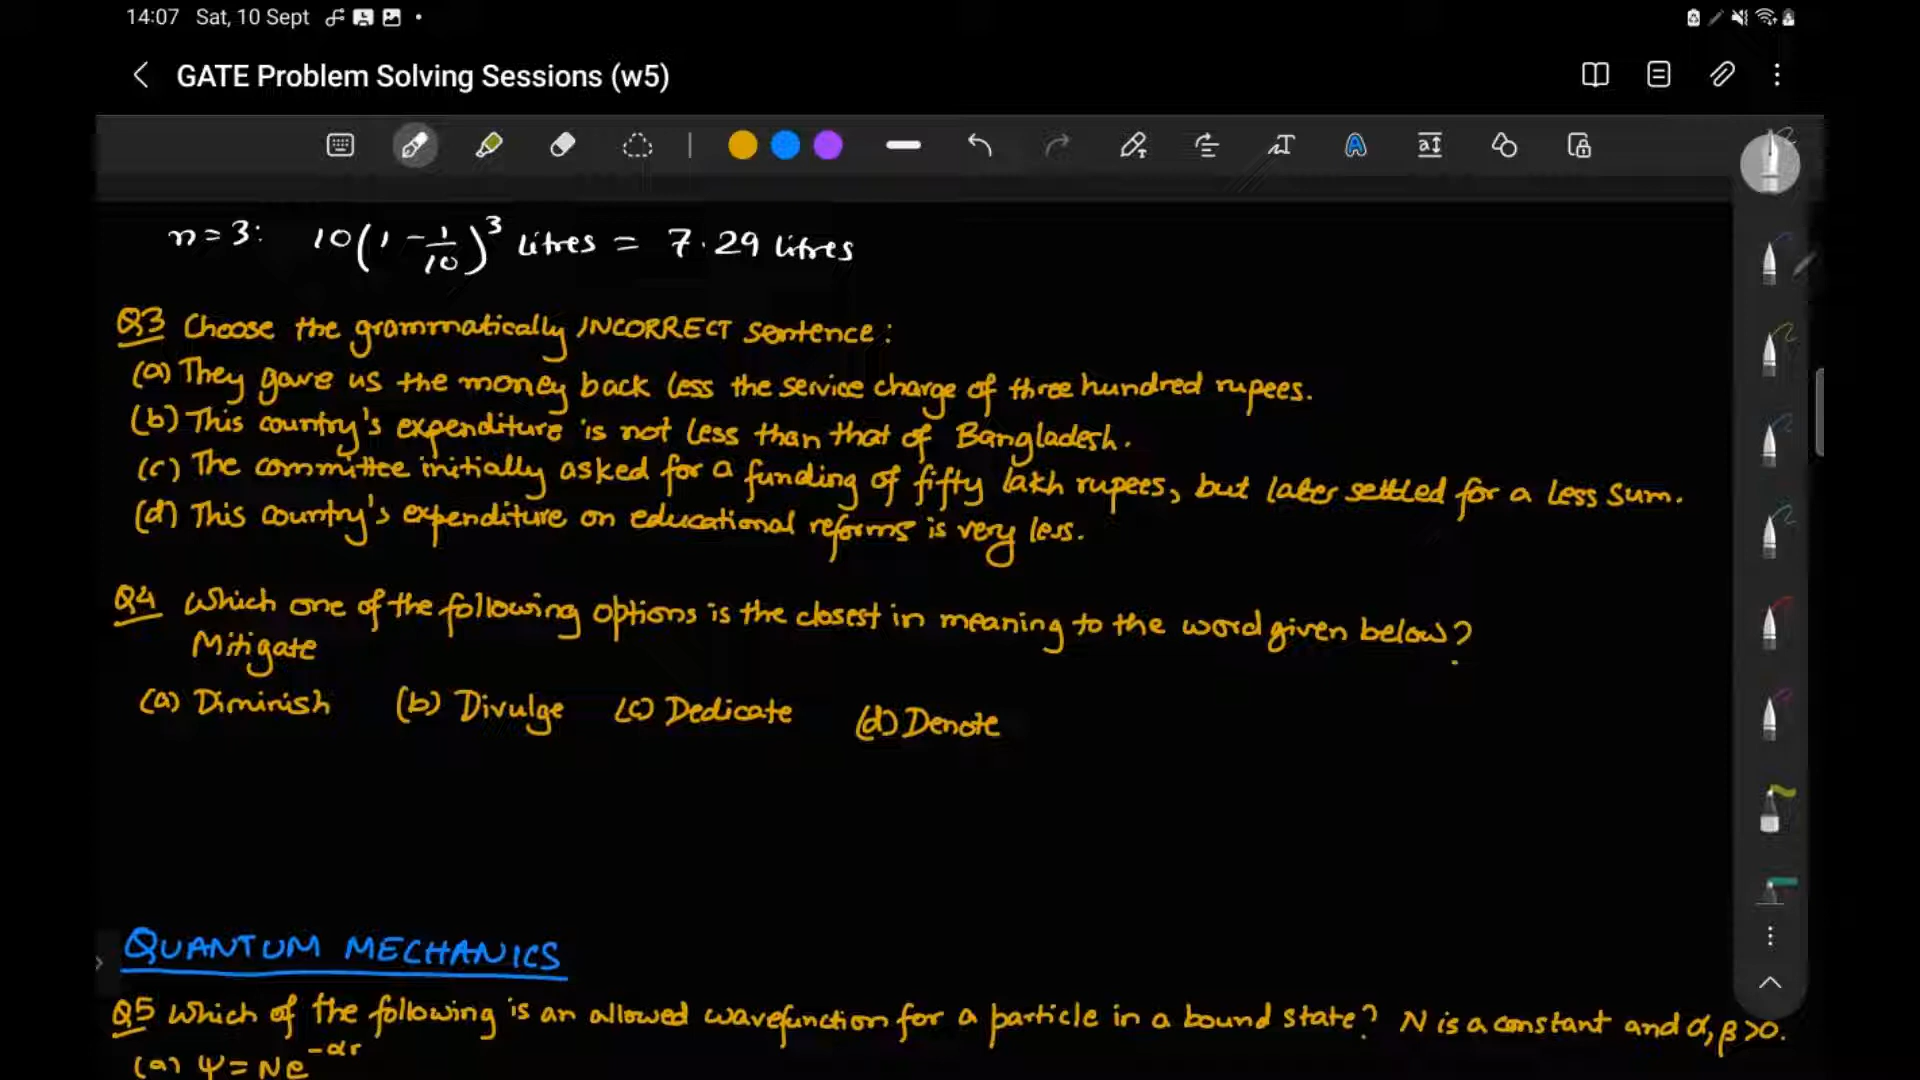 14:07 Sat, 10 Sept
GATE Problem Solving Sessions (w5)
n=3: 10(1-1/10)^3 litres = 7.29 litres
Q3 Choose the grammatically INCORRECT sentence:
(a) They gave us the money back less the service charge of three hundred rupees.
(b) This country's expenditure is not less than that of Bangladesh.
(c) The committee initially asked for a funding of fifty lakh rupees, but later settled for a less sum.
(d) This country's expenditure on educational reforms is very less.
Q4 Which one of the following options is the closest in meaning to the word given below?
Mitigate
(a) Diminish (b) Divulge (c) Dedicate (d) Denote
QUANTUM MECHANICS
Q5 Which of the following is an allowed wavefunction for a particle in a bound state? N is a constant and α, β>0.
(a) Ψ = Ne^-αr